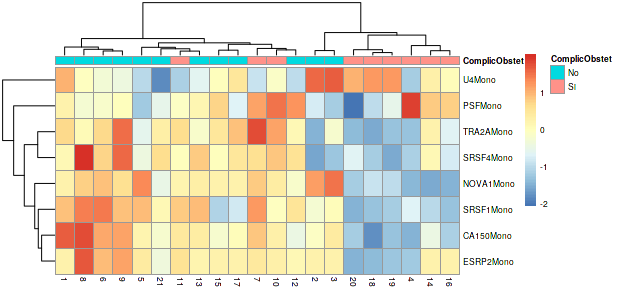 ComplicObstet
ComplicObstet
No
SI
U4Mono
PSFMono
TRA2AMono
SRSF4Mono
NOVA1Mono
SRSF1Mono
CA150Mono
ESRP2Mono
1
0
-1
-2
1
8
6
9
5
21
11
13
15
17
7
10
12
2
3
20
18
19
4
14
16